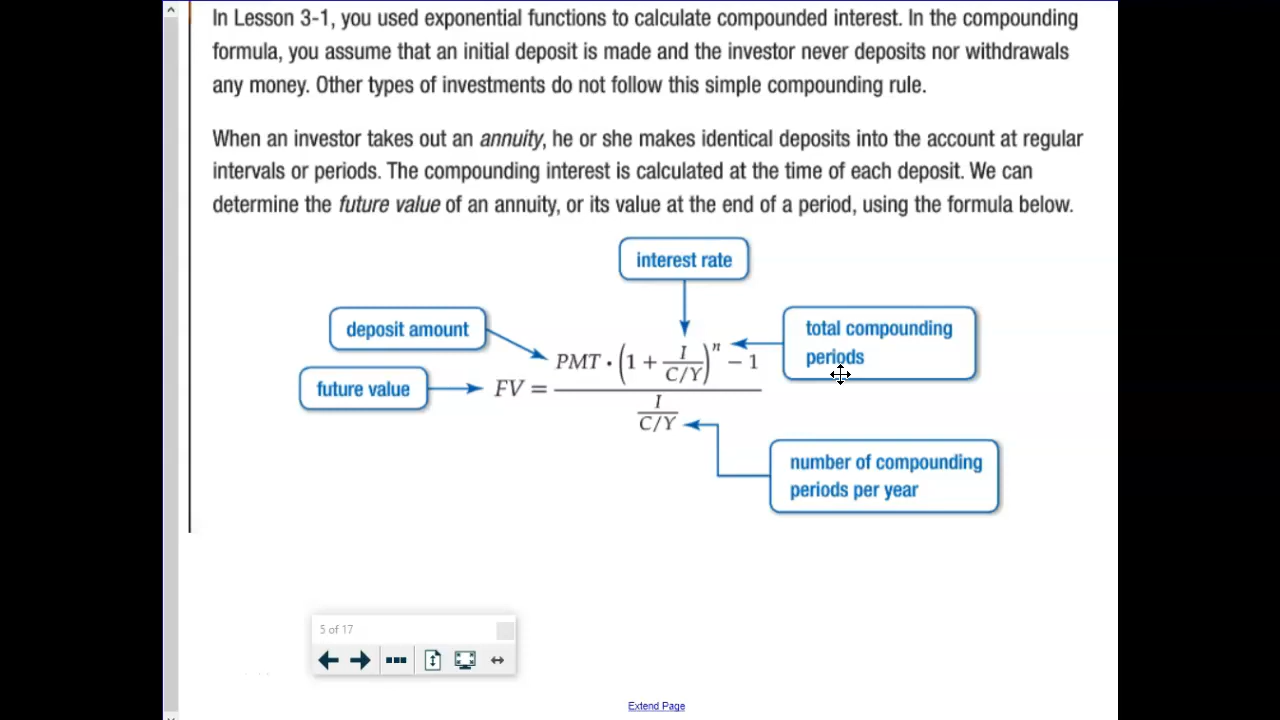 In Lesson 3-1, you used exponential functions to calculate compounded interest. In the compounding
formula, you assume that an initial deposit is made and the investor never deposits nor withdrawals
any money. Other types of investments do not follow this simple compounding rule.
When an investor takes out an annuity, he or she makes identical deposits into the account at regular
intervals or periods. The compounding interest is calculated at the time of each deposit. We can
determine the future value of an annuity, or its value at the end of a period, using the formula below.
interest rate
deposit amount
total compounding
periods
future value
FV = \frac{PMT \cdot \left(1 + \frac{I}{C/Y}\right)^n - 1}{\frac{I}{C/Y}}
number of compounding
periods per year
5 of 17
Extend Page